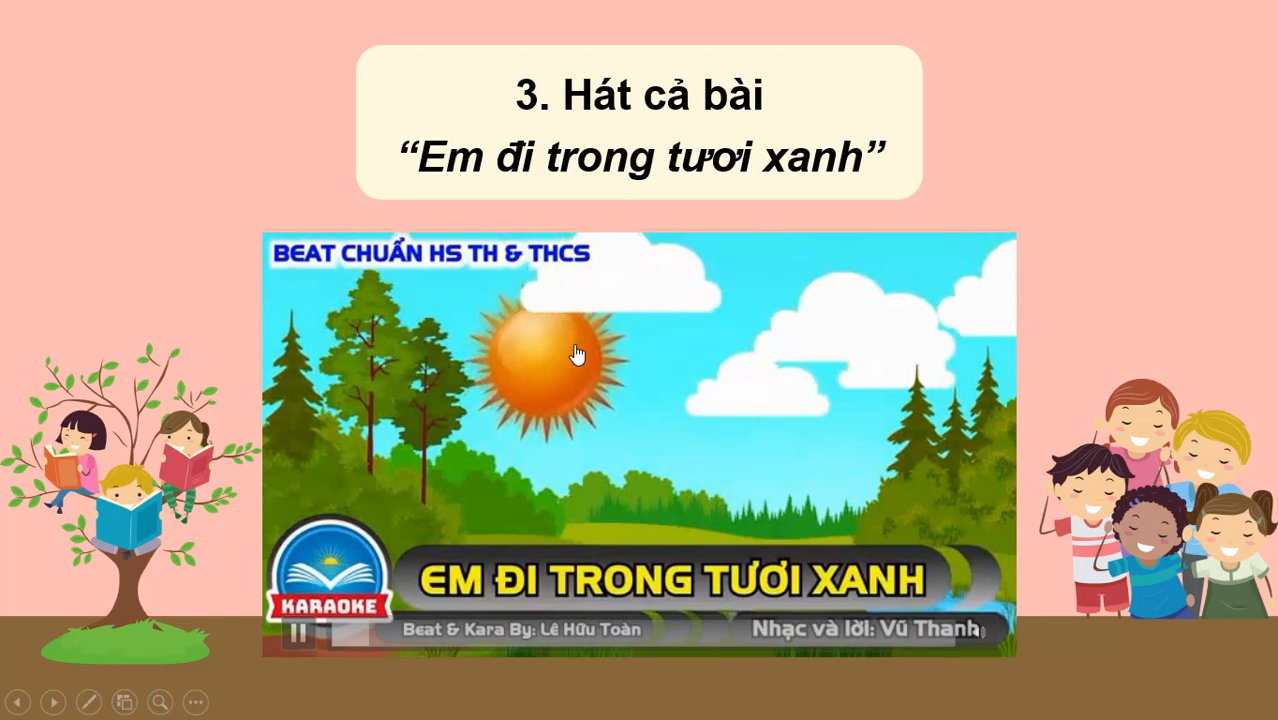 3. Hát cả bài
“Em đi trong tươi xanh”
BEAT CHUẨN HS TH & THCS
EM ĐI TRONG TƯƠI XANH
KARAOKE
Beat & Kara By: Lê Hữu Toàn
Nhạc và lời: Vũ Thanh